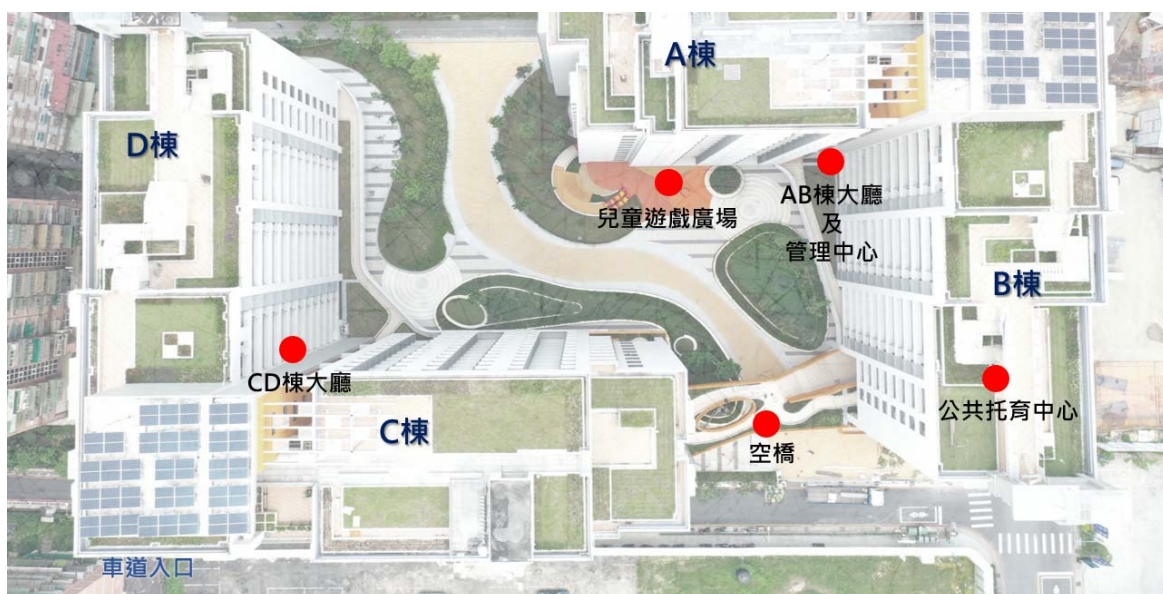 A棟
D棟
兒童遊戲廣場
AB棟大廳
及
管理中心
B棟
CD棟大廳
公共托育中心
C棟
空橋
車道入口